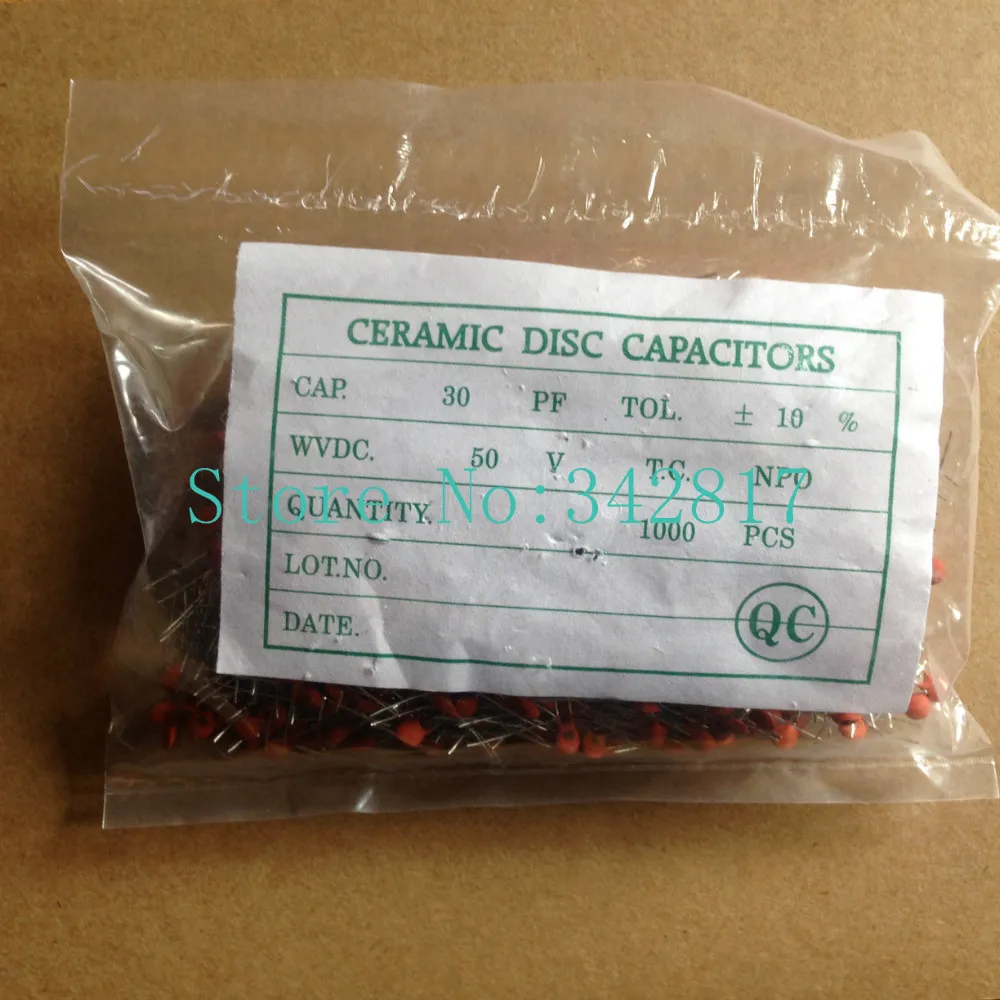 CERAMIC DISC CAPACITORS
CAP. 30 PF TOL. ± 10 %
WVDC. 50 V T.C. NPO
Store No:342817
QUANTITY. 1000 PCS
LOT.NO.
DATE.
QC